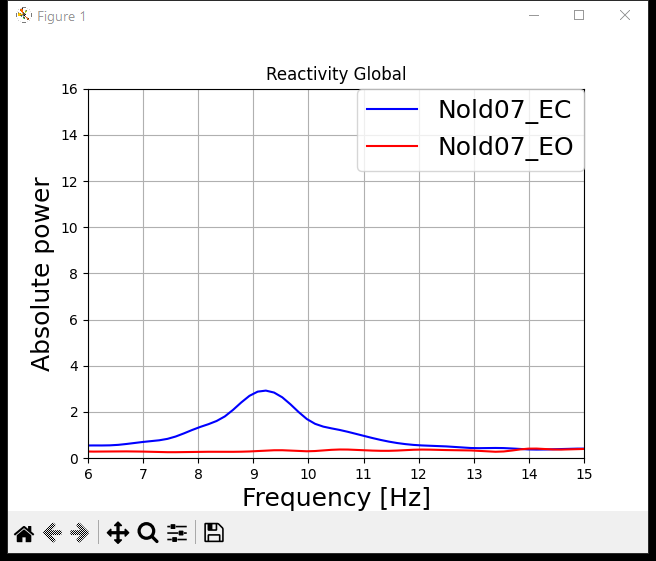 Figure 1
Reactivity Global
Nold07_EC
Nold07_EO
Absolute power
16
14
12
10
8
6
4
2
0
6 7 8 9 10 11 12 13 14 15
Frequency [Hz]